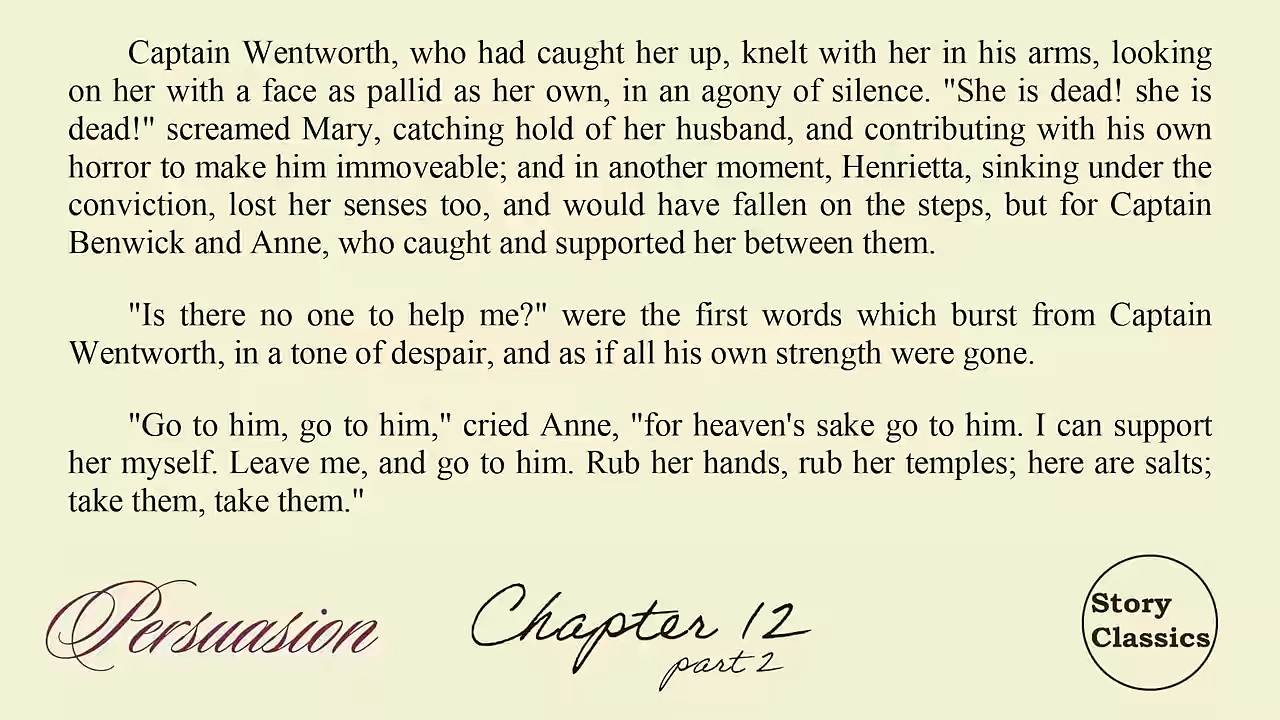 Captain Wentworth, who had caught her up, knelt with her in his arms, looking
on her with a face as pallid as her own, in an agony of silence. "She is dead! she is
dead!" screamed Mary, catching hold of her husband, and contributing with his own
horror to make him immoveable; and in another moment, Henrietta, sinking under the
conviction, lost her senses too, and would have fallen on the steps, but for Captain
Benwick and Anne, who caught and supported her between them.
"Is there no one to help me?" were the first words which burst from Captain
Wentworth, in a tone of despair, and as if all his own strength were gone.
"Go to him, go to him," cried Anne, "for heaven's sake go to him. I can support
her myself. Leave me, and go to him. Rub her hands, rub her temples; here are salts;
take them, take them."
Persuasion
Chapter 12
part 2
Story
Classics